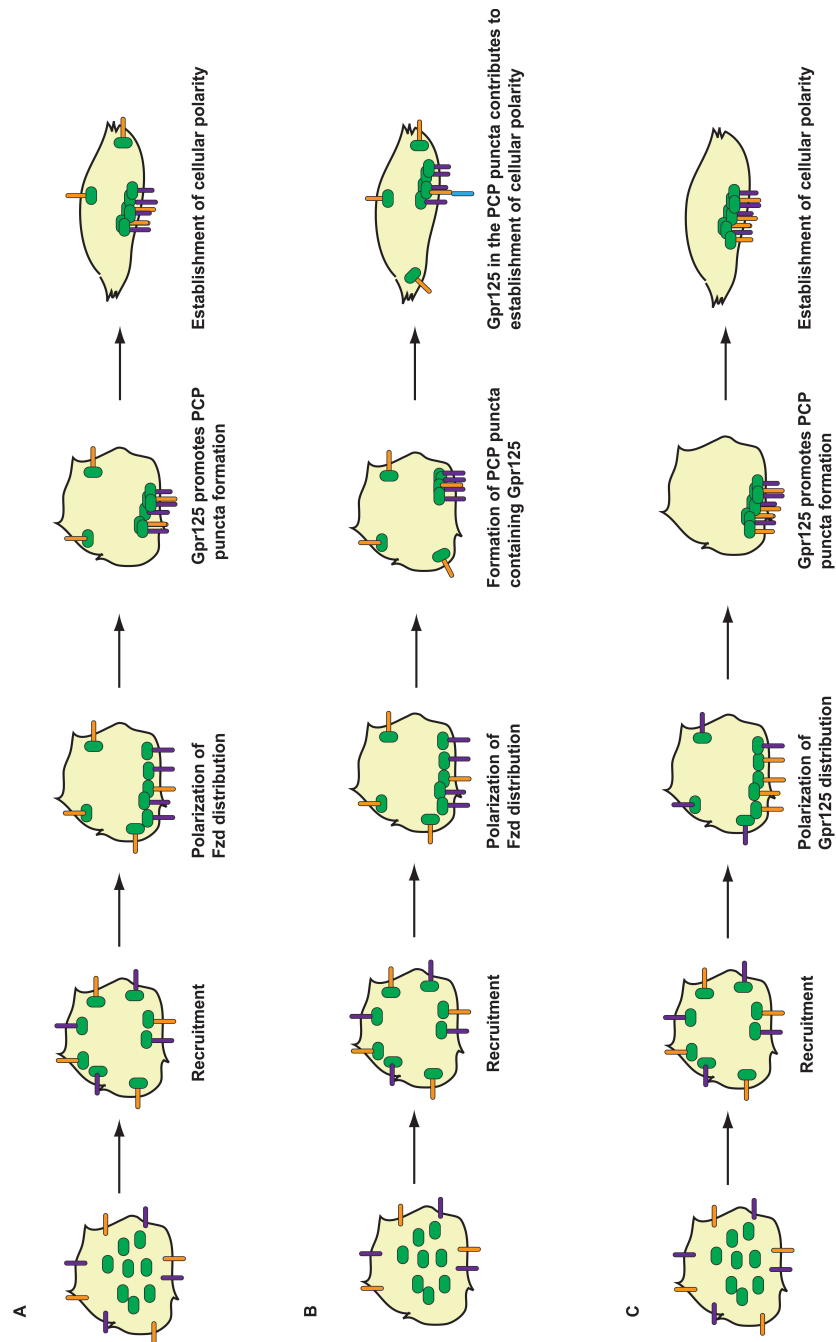 A
Recruitment
Polarization of
Fzd distribution
Gpr125 promotes PCP
puncta formation
Establishment of cellular polarity
B
Recruitment
Polarization of
Fzd distribution
Formation of PCP puncta
containing Gpr125
Gpr125 in the PCP puncta contributes to
establishment of cellular polarity
C
Recruitment
Polarization of
Gpr125 distribution
Gpr125 promotes PCP
puncta formation
Establishment of cellular polarity